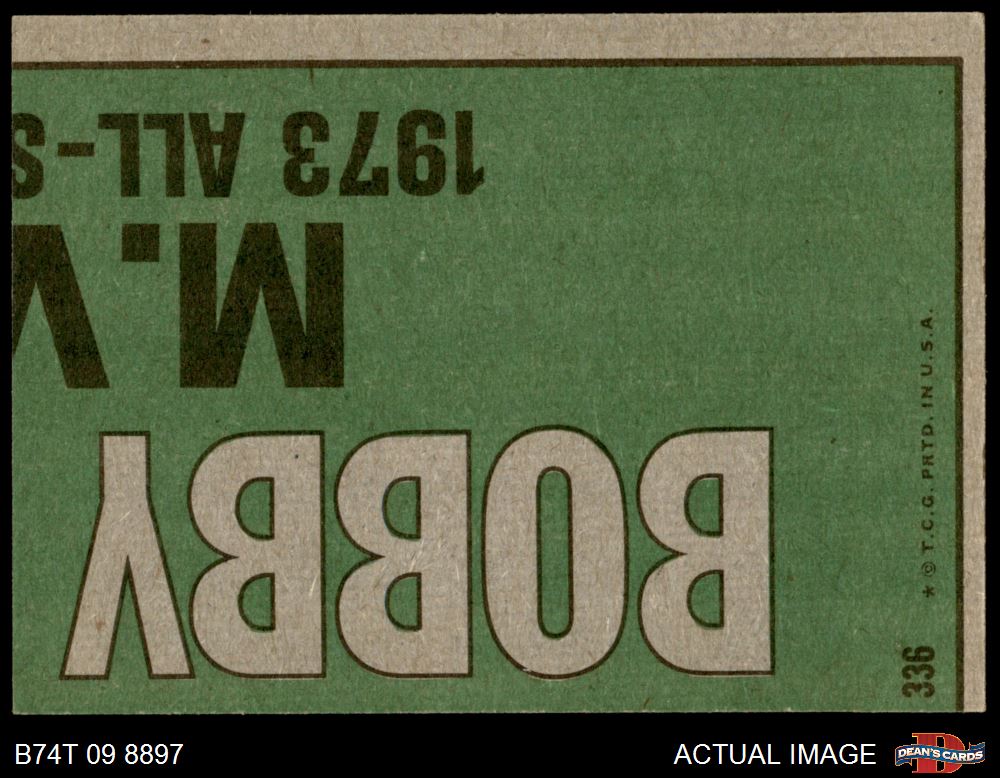 BOBBY
M.V
1973 ALL-S
336
* © T.C.G. PRTD. IN U.S.A.
B74T 09 8897
ACTUAL IMAGE
D
DEAN'S CARDS